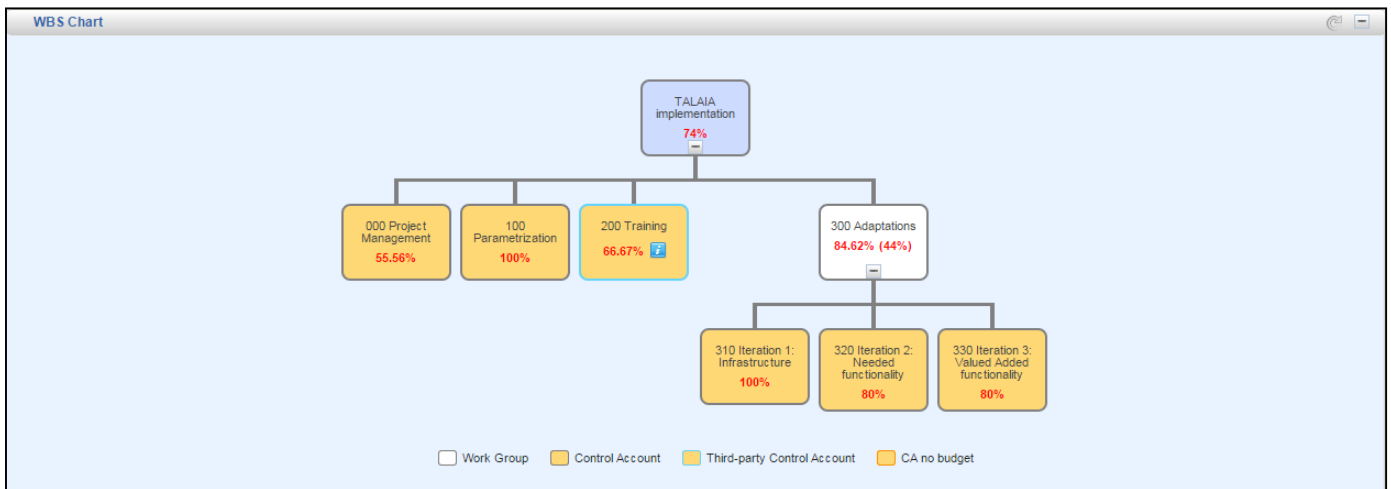 WBS Chart
TALAIA
implementation
74%
000 Project
Management
55.56%
100
Parametrization
100%
200 Training
66.67%
300 Adaptations
84.62% (44%)
310 Iteration 1:
Infrastructure
100%
320 Iteration 2:
Needed
functionality
80%
330 Iteration 3:
Valued Added
functionality
80%
Work Group
Control Account
Third-party Control Account
CA no budget